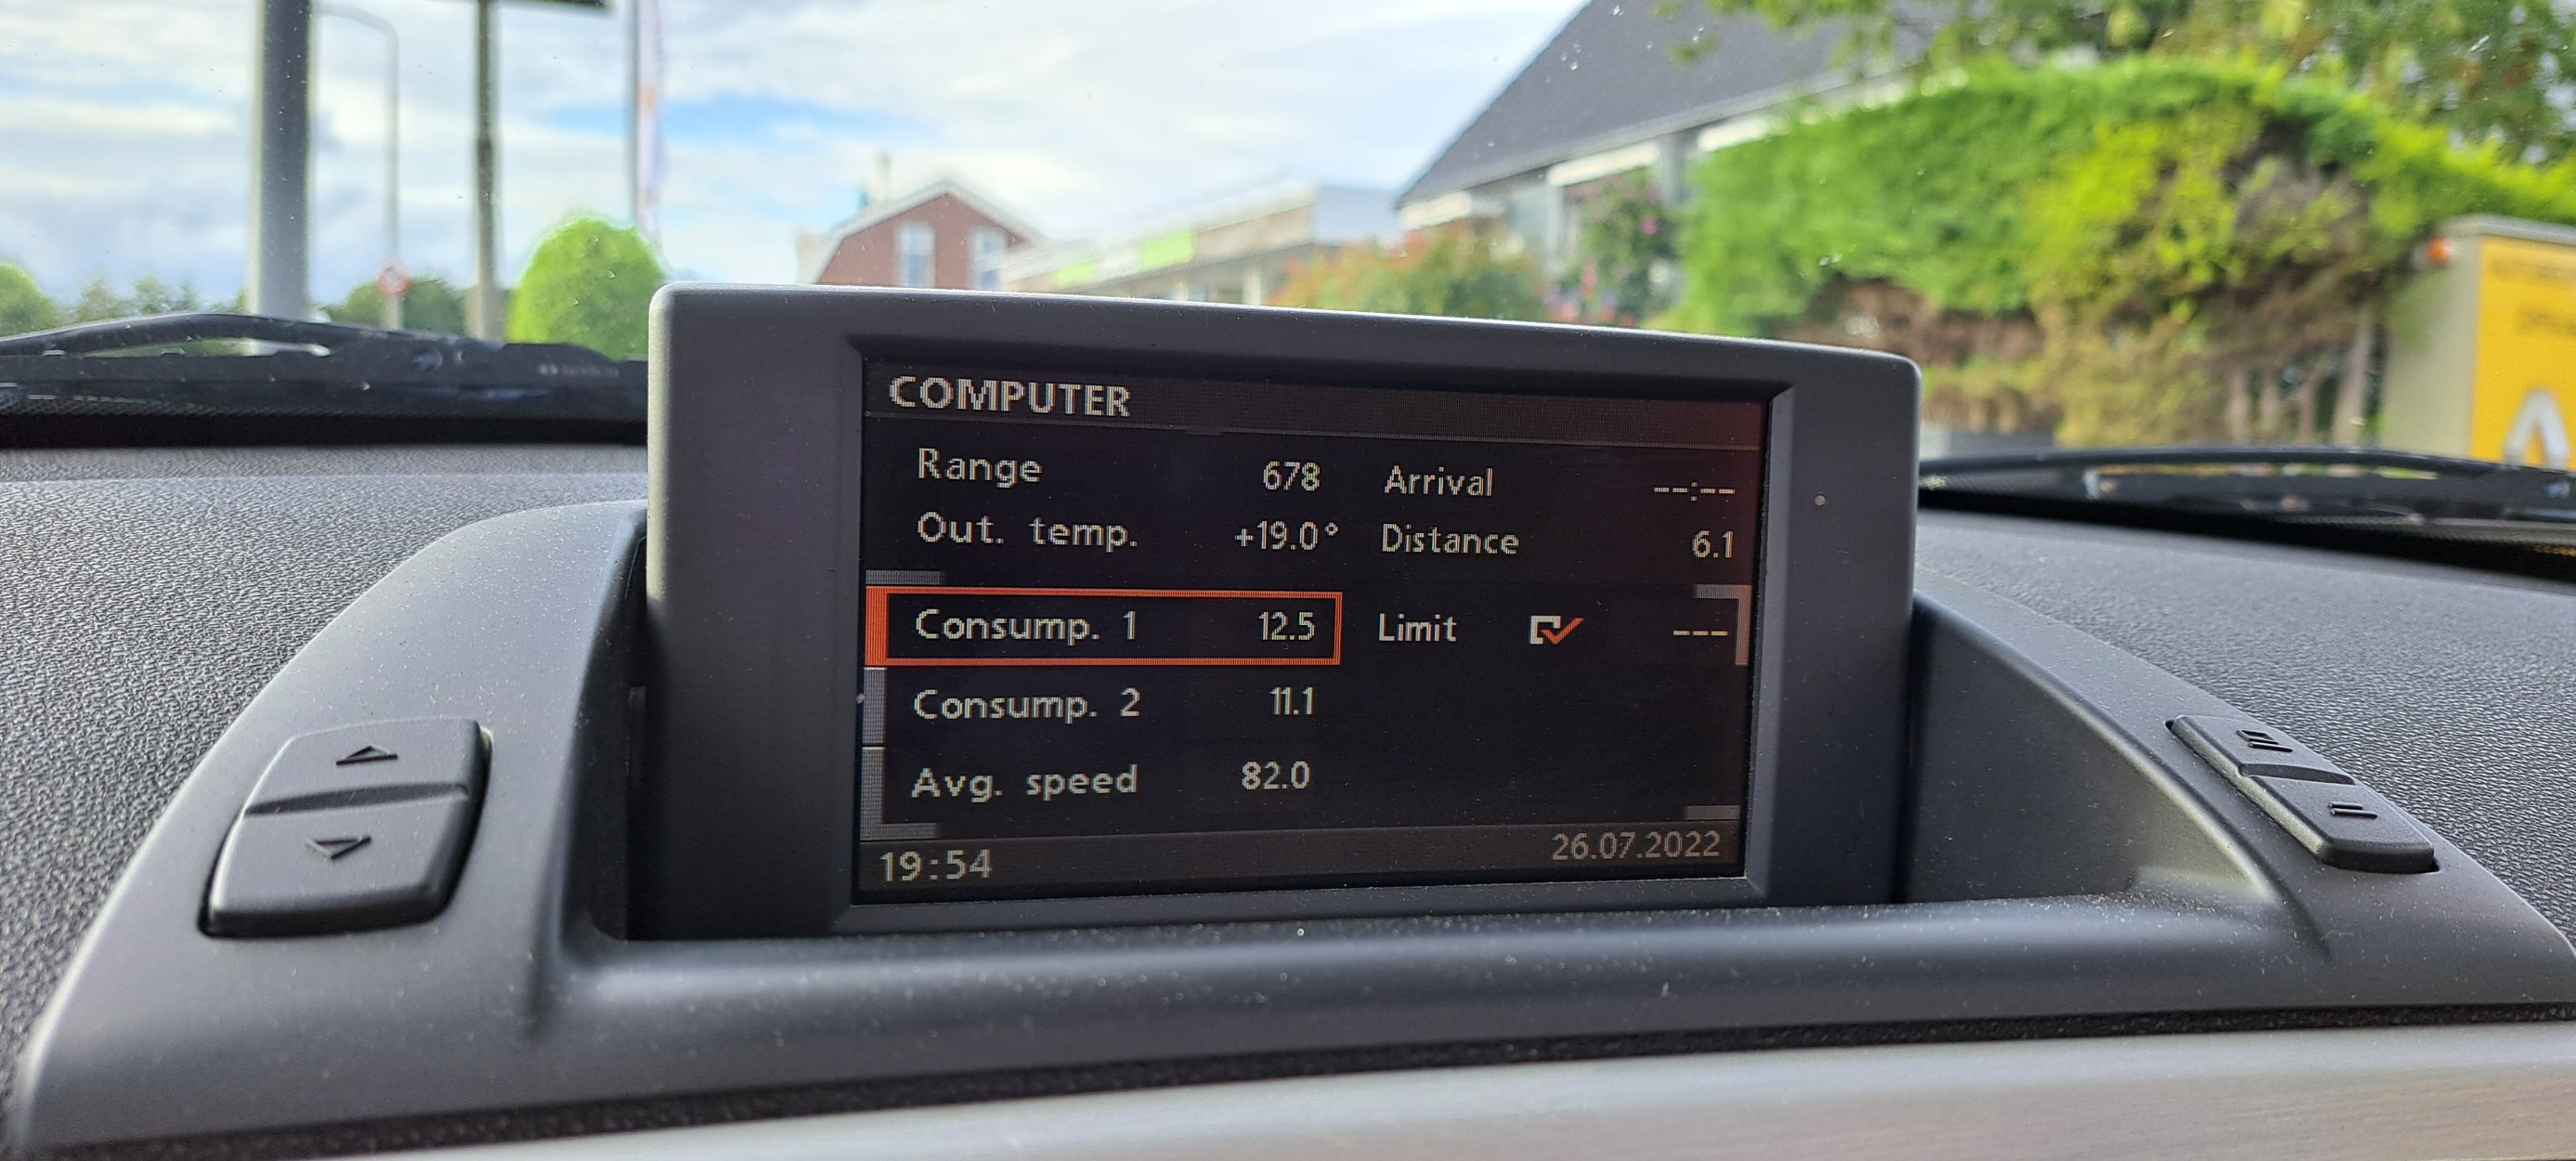 COMPUTER
Range 678 Arrival --:--
Out. temp. +19.0° Distance 6.1
Consump. 1 12.5 Limit ---
Consump. 2 11.1
Avg. speed 82.0
19:54 26.07.2022